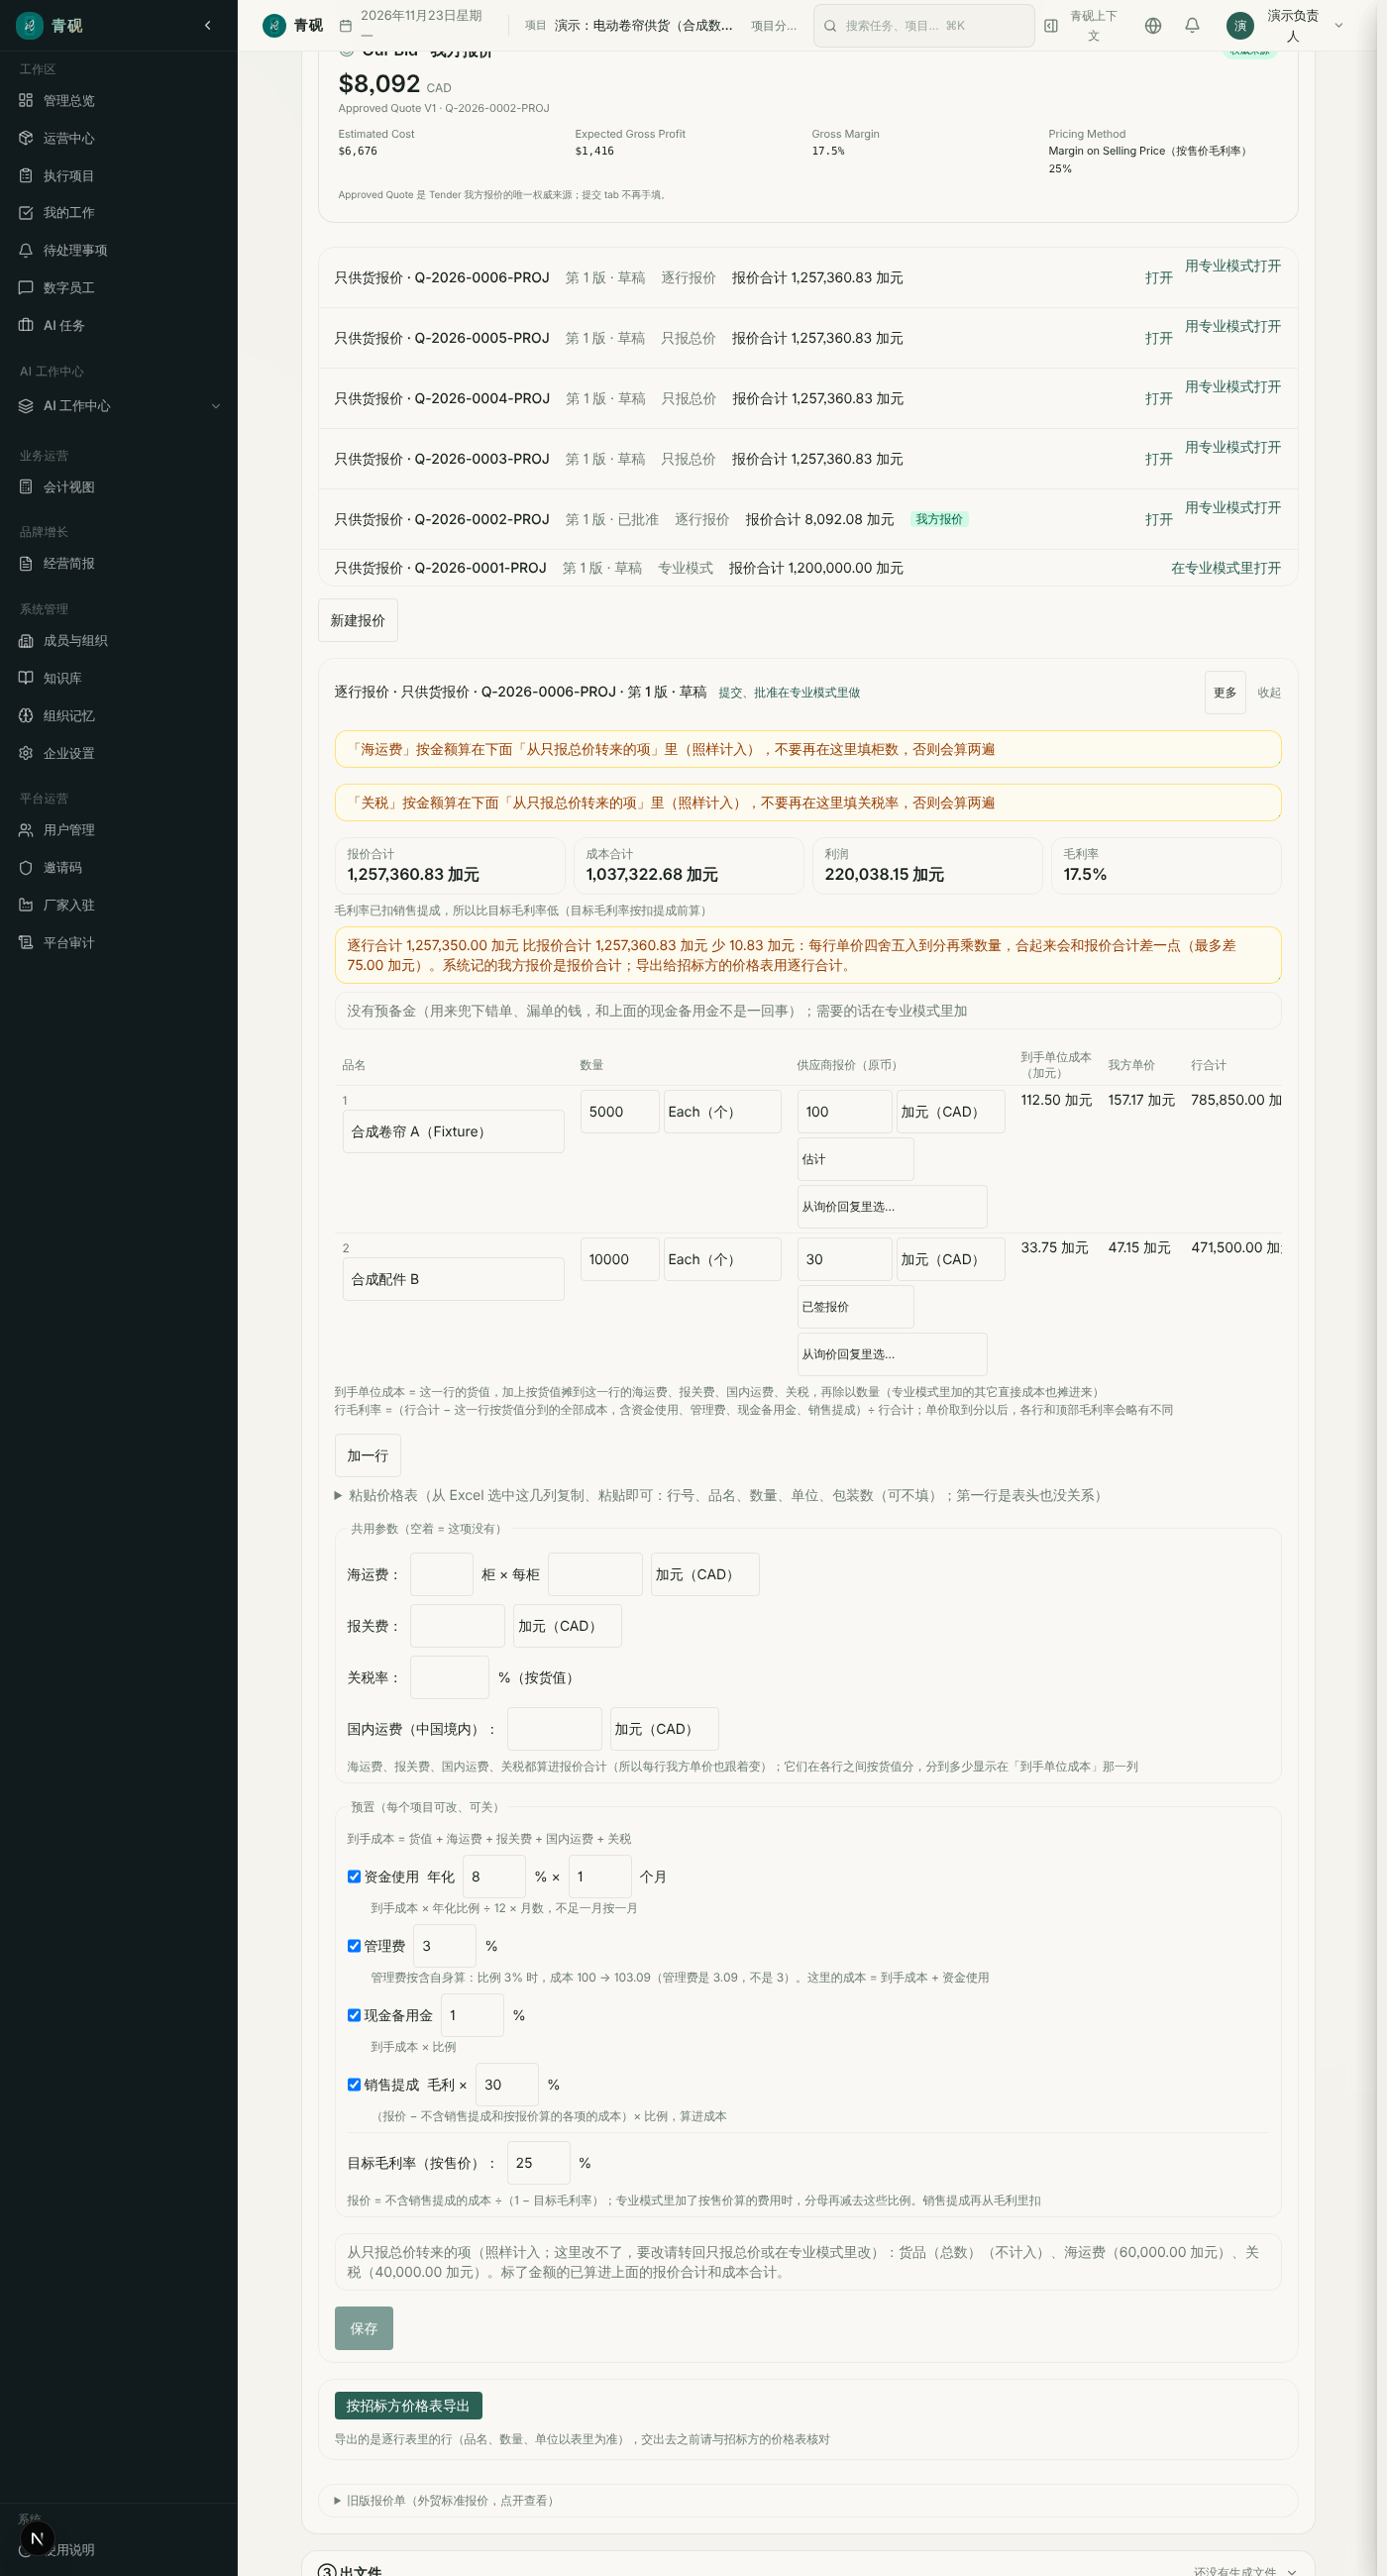 青砚
工作区
管理总览
运营中心
执行项目
我的工作
待处理事项
数字员工
AI 任务
AI 工作中心
AI 工作中心
业务运营
会计视图
品牌增长
经营简报
系统管理
成员与组织
知识库
组织记忆
企业设置
平台运营
用户管理
邀请码
厂家入驻
平台审计
系统
使用说明
青砚
2026年11月23日星期
一
项目
演示：电动卷帘供货（合成数...
项目分...
搜索任务、项目... ⌘K
青砚上下
文
演
演示负责
人
Our Bid · 我方报价
$8,092 CAD
Approved Quote V1 · Q-2026-0002-PROJ
Estimated Cost
$6,676
Expected Gross Profit
$1,416
Gross Margin
17.5%
Pricing Method
Margin on Selling Price（按售价毛利率）
25%
Approved Quote 是 Tender 我方报价的唯一权威来源；提交 tab 不再手填。
只供货报价 · Q-2026-0006-PROJ 第 1 版 · 草稿 逐行报价 报价合计 1,257,360.83 加元 打开 用专业模式打开
只供货报价 · Q-2026-0005-PROJ 第 1 版 · 草稿 只报总价 报价合计 1,257,360.83 加元 打开 用专业模式打开
只供货报价 · Q-2026-0004-PROJ 第 1 版 · 草稿 只报总价 报价合计 1,257,360.83 加元 打开 用专业模式打开
只供货报价 · Q-2026-0003-PROJ 第 1 版 · 草稿 只报总价 报价合计 1,257,360.83 加元 打开 用专业模式打开
只供货报价 · Q-2026-0002-PROJ 第 1 版 · 已批准 逐行报价 报价合计 8,092.08 加元 我方报价 打开 用专业模式打开
只供货报价 · Q-2026-0001-PROJ 第 1 版 · 草稿 专业模式 报价合计 1,200,000.00 加元 在专业模式里打开
新建报价
逐行报价 · 只供货报价 · Q-2026-0006-PROJ · 第 1 版 · 草稿 提交、批准在专业模式里做 更多 收起
「海运费」按金额算在下面「从只报总价转来的项」里（照样计入），不要再在这里填柜数，否则会算两遍
「关税」按金额算在下面「从只报总价转来的项」里（照样计入），不要再在这里填关税率，否则会算两遍
报价合计
1,257,360.83 加元
成本合计
1,037,322.68 加元
利润
220,038.15 加元
毛利率
17.5%
毛利率已扣销售提成，所以比目标毛利率低（目标毛利率按扣提成前算）
逐行合计 1,257,350.00 加元 比报价合计 1,257,360.83 加元 少 10.83 加元：每行单价四舍五入到分再乘数量，合起来会和报价合计差一点（最多差
75.00 加元）。系统记的我方报价是报价合计；导出给招标方的价格表用逐行合计。
没有预备金（用来兜下错单、漏单的钱，和上面的现金备用金不是一回事）；需要的话在专业模式里加
品名 数量 供应商报价（原币） 到手单位成本（加元） 我方单价 行合计
1
合成卷帘 A（Fixture） 5000 Each（个） 100 加元（CAD） 112.50 加元 157.17 加元 785,850.00 加
估计
从询价回复里选...
2
合成配件 B 10000 Each（个） 30 加元（CAD） 33.75 加元 47.15 加元 471,500.00 加
已签报价
从询价回复里选...
到手单位成本 = 这一行的货值，加上按货值摊到这一行的海运费、报关费、国内运费、关税，再除以数量（专业模式里加的其它直接成本也摊进来）
行毛利率 =（行合计 − 这一行按货值分到的全部成本，含资金使用、管理费、现金备用金、销售提成）÷ 行合计；单价取到分以后，各行和顶部毛利率会略有不同
加一行
▶ 粘贴价格表（从 Excel 选中这几列复制、粘贴即可：行号、品名、数量、单位、包装数（可不填）；第一行是表头也没关系）
共用参数（空着 = 这项没有）
海运费： 柜 × 每柜 加元（CAD）
报关费： 加元（CAD）
关税率： %（按货值）
国内运费（中国境内）： 加元（CAD）
海运费、报关费、国内运费、关税都算进报价合计（所以每行我方单价也跟着变）；它们在各行之间按货值分，分到多少显示在「到手单位成本」那一列
预置（每个项目可改、可关）
到手成本 = 货值 + 海运费 + 报关费 + 国内运费 + 关税
资金使用 年化 8 % × 1 个月
到手成本 × 年化比例 ÷ 12 × 月数，不足一月按一月
管理费 3 %
管理费按含自身算：比例 3% 时，成本 100 → 103.09（管理费是 3.09，不是 3）。这里的成本 = 到手成本 + 资金使用
现金备用金 1 %
到手成本 × 比例
销售提成 毛利 × 30 %
（报价 − 不含销售提成和按报价算的各项的成本）× 比例，算进成本
目标毛利率（按售价）： 25 %
报价 = 不含销售提成的成本 ÷（1 − 目标毛利率）；专业模式里加了按售价算的费用时，分母再减去这些比例。销售提成再从毛利里扣
从只报总价转来的项（照样计入；这里改不了，要改请转回只报总价或在专业模式里改）：货品（总数）（不计入）、海运费（60,000.00 加元）、关
税（40,000.00 加元）。标了金额的已算进上面的报价合计和成本合计。
保存
按招标方价格表导出
导出的是逐行表里的行（品名、数量、单位以表里为准），交出去之前请与招标方的价格表核对
▶ 旧版报价单（外贸标准报价，点开查看）
③ 出文件
还没有生成文件